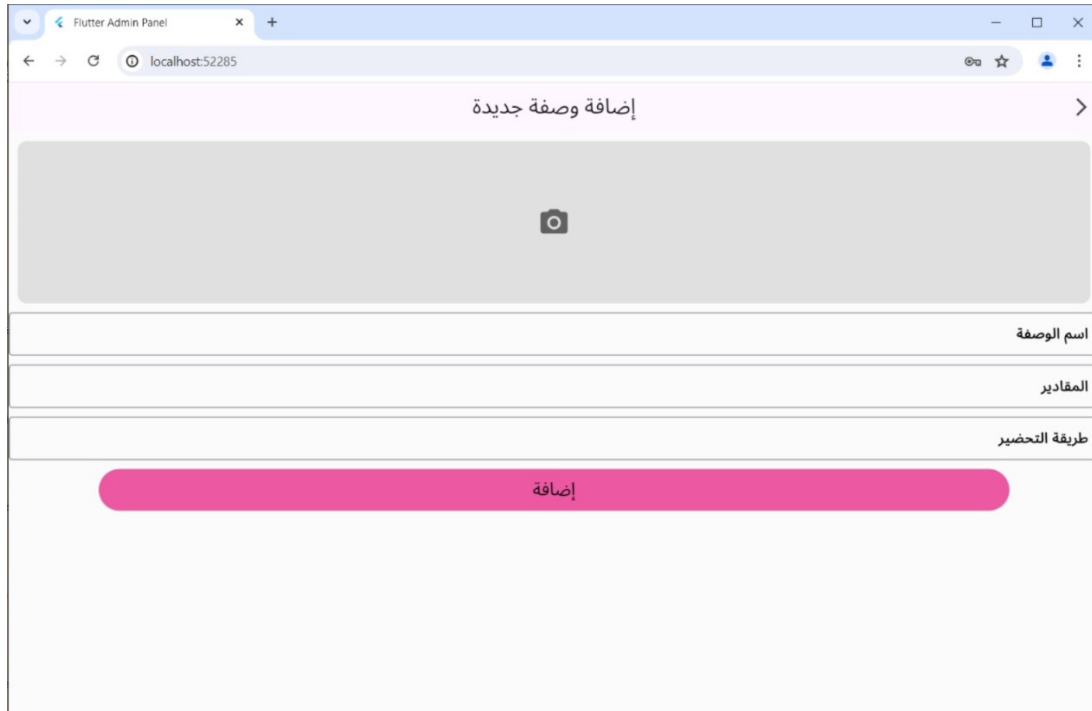 Flutter Admin Panel
localhost:52285
إضافة وصفة جديدة
اسم الوصفة
المقادير
طريقة التحضير
إضافة